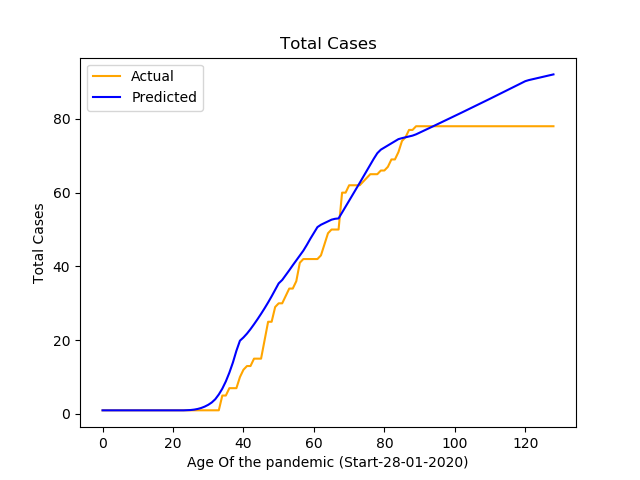 Total Cases
Actual
Predicted
80
60
40
20
0
Total Cases
0 20 40 60 80 100 120
Age Of the pandemic (Start-28-01-2020)